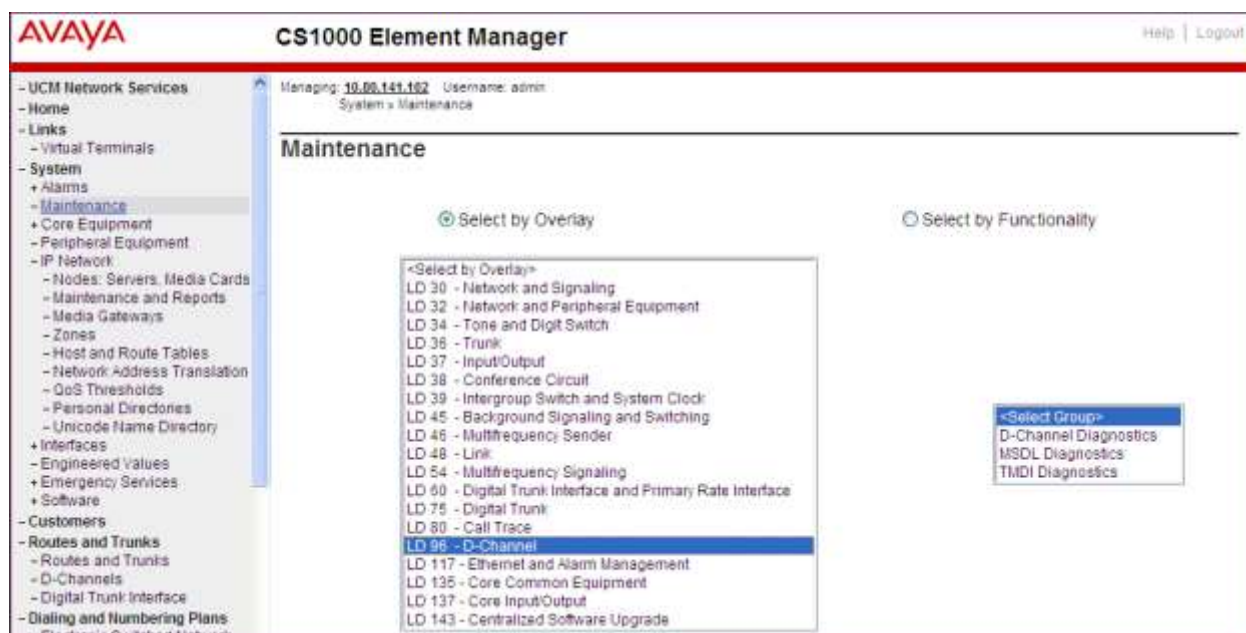 AVAYA
CS1000 Element Manager
Help | Logout
- UCM Network Services
- Home
- Links
- Virtual Terminals
- System
+ Alarms
- Maintenance
+ Core Equipment
- Peripheral Equipment
- IP Network
- Nodes: Servers, Media Cards
- Maintenance and Reports
- Media Gateways
- Zones
- Host and Route Tables
- Network Address Translation
- QoS Thresholds
- Personal Directories
- Unicode Name Directory
+ Interfaces
- Engineered Values
+ Emergency Services
+ Software
- Customers
- Routes and Trunks
- Routes and Trunks
- D-Channels
- Digital Trunk Interface
- Dialing and Numbering Plans
Managing: 10.80.141.102 Username: admin
System » Maintenance
Maintenance
Select by Overlay
Select by Functionality
<Select by Overlay>
LD 30 - Network and Signaling
LD 32 - Network and Peripheral Equipment
LD 34 - Tone and Digit Switch
LD 36 - Trunk
LD 37 - Input/Output
LD 38 - Conference Circuit
LD 39 - Intergroup Switch and System Clock
LD 45 - Background Signaling and Switching
LD 46 - Multifrequency Sender
LD 48 - Link
LD 54 - Multifrequency Signaling
LD 60 - Digital Trunk Interface and Primary Rate Interface
LD 75 - Digital Trunk
LD 80 - Call Trace
LD 96 - D-Channel
LD 117 - Ethernet and Alarm Management
LD 135 - Core Common Equipment
LD 137 - Core Input/Output
LD 143 - Centralized Software Upgrade
<Select Group>
D-Channel Diagnostics
MSDL Diagnostics
TMDI Diagnostics